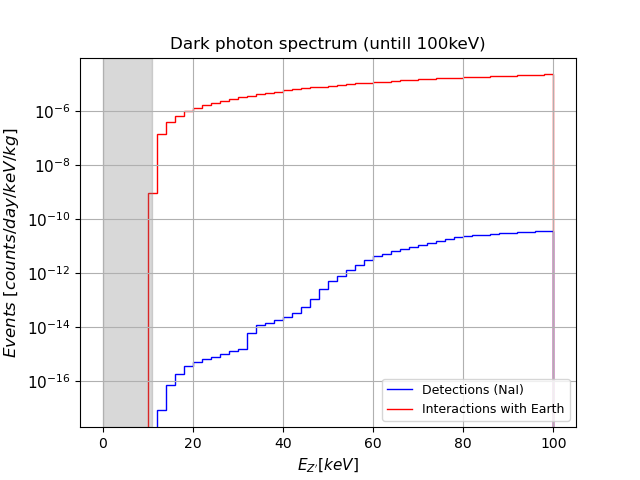 Dark photon spectrum (untill 100keV)
Events [counts/day/keV/kg]
10⁻⁶
10⁻⁸
10⁻¹⁰
10⁻¹²
10⁻¹⁴
10⁻¹⁶
Detections (NaI)
Interactions with Earth
0 20 40 60 80 100
E_Z' [keV]